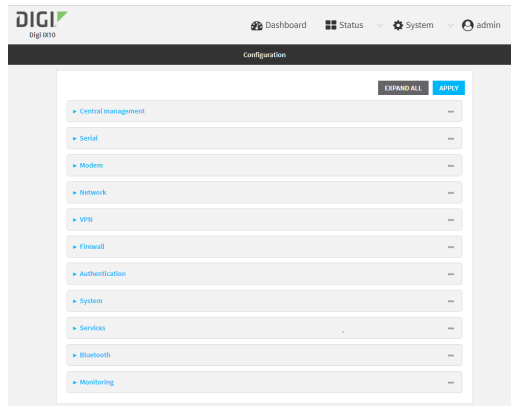 DIGI
Digi IX10
Dashboard Status System admin
Configuration
EXPAND ALL APPLY
Central management
Serial
Modem
Network
VPN
Firewall
Authentication
System
Services
Bluetooth
Monitoring